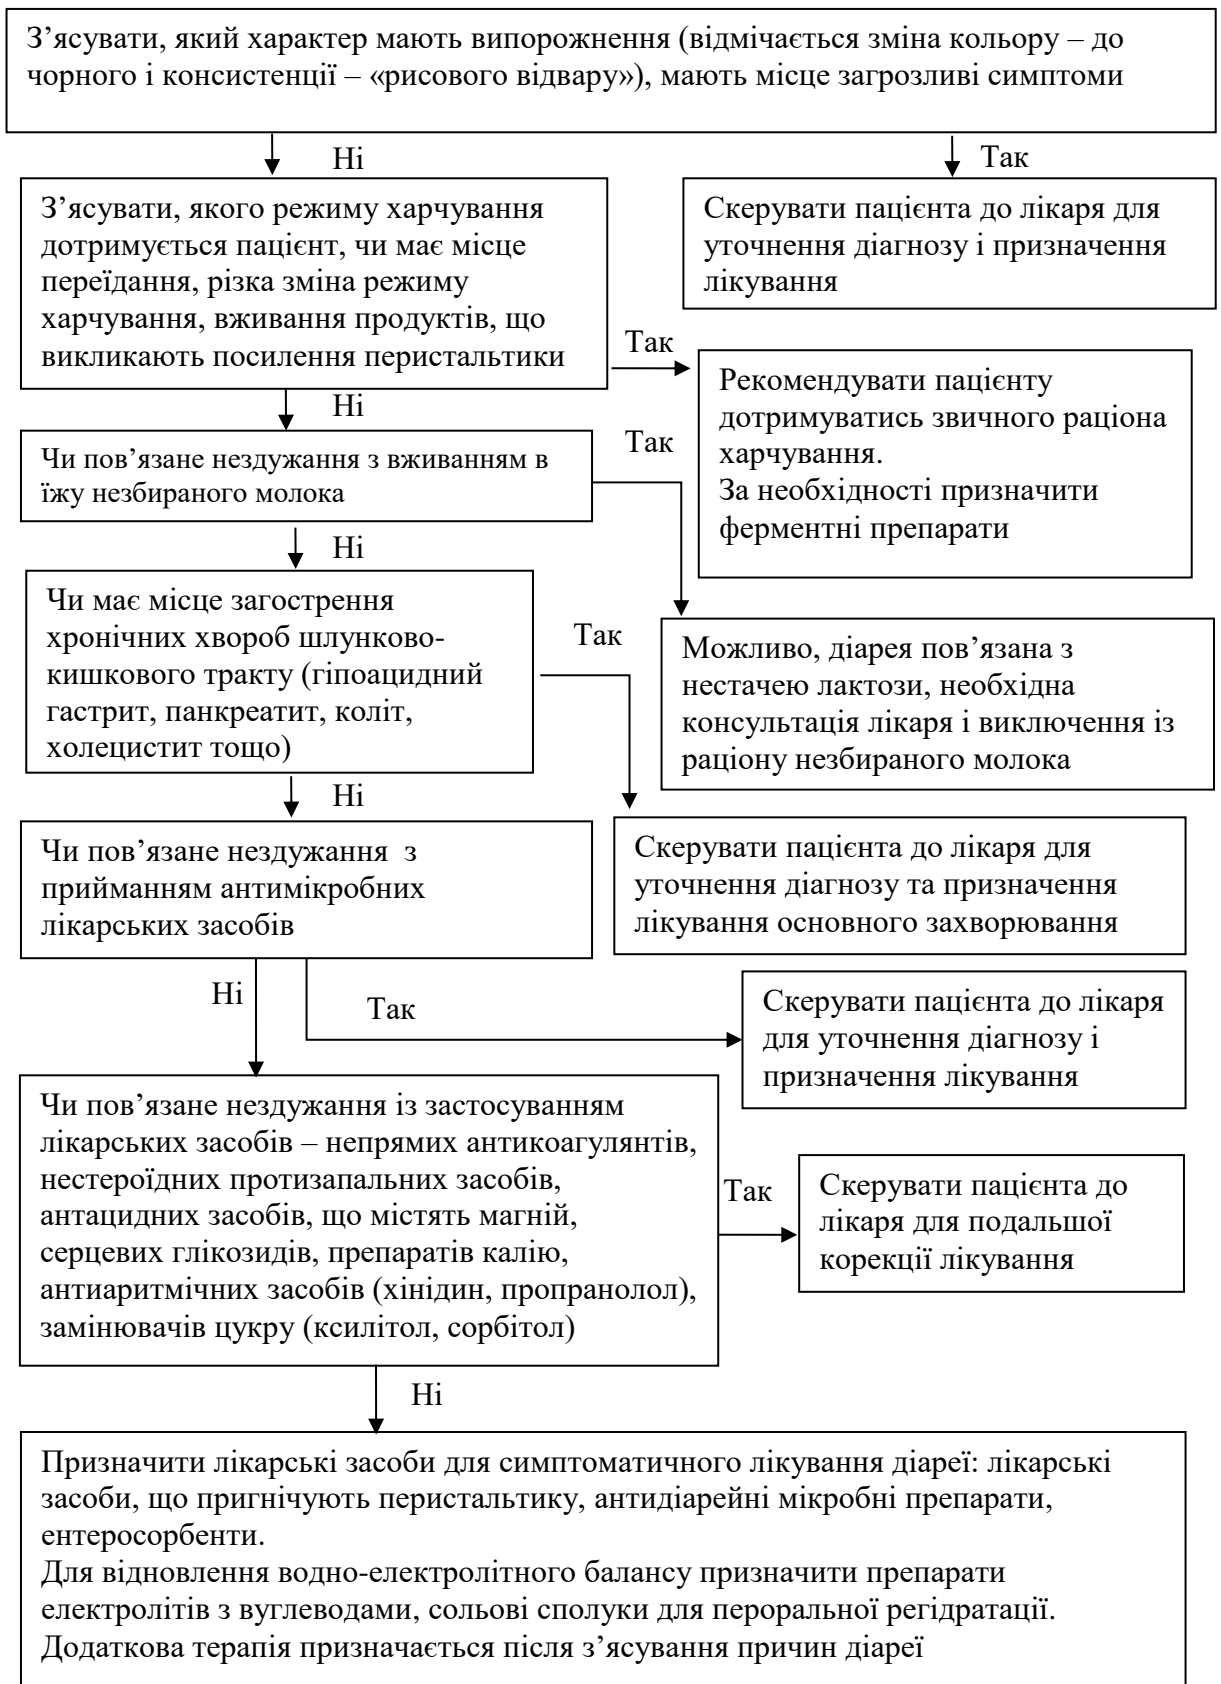 З’ясувати, який характер мають випорожнення (відмічається зміна кольору – до
чорного і консистенції – «рисового відвару»), мають місце загрозливі симптоми
Ні
Так
З’ясувати, якого режиму харчування
дотримується пацієнт, чи має місце
переїдання, різка зміна режиму
харчування, вживання продуктів, що
викликають посилення перистальтики
Скерувати пацієнта до лікаря для
уточнення діагнозу і призначення
лікування
Так
Рекомендувати пацієнту
дотримуватись звичного раціона
харчування.
За необхідності призначити
ферментні препарати
Ні
Чи пов’язане нездужання з вживанням в
їжу незбираного молока
Так
Можливо, діарея пов’язана з
нестачею лактози, необхідна
консультація лікаря і виключення із
раціону незбираного молока
Ні
Чи має місце загострення
хронічних хвороб шлунково-
кишкового тракту (гіпоацидний
гастрит, панкреатит, коліт,
холецистит тощо)
Так
Скерувати пацієнта до лікаря для
уточнення діагнозу та призначення
лікування основного захворювання
Ні
Чи пов’язане нездужання з
прийманням антимікробних
лікарських засобів
Ні
Так
Скерувати пацієнта до лікаря
для уточнення діагнозу і
призначення лікування
Чи пов’язане нездужання із застосуванням
лікарських засобів – непрямих антикоагулянтів,
нестероїдних протизапальних засобів,
антацидних засобів, що містять магній,
серцевих глікозидів, препаратів калію,
антиаритмічних засобів (хінідин, пропранолол),
замінювачів цукру (ксилітол, сорбітол)
Так
Скерувати пацієнта до
лікаря для подальшої
корекції лікування
Ні
Призначити лікарські засоби для симптоматичного лікування діареї: лікарські
засоби, що пригнічують перистальтику, антидіарейні мікробні препарати,
ентеросорбенти.
Для відновлення водно-електролітного балансу призначити препарати
електролітів з вуглеводами, сольові сполуки для пероральної регідратації.
Додаткова терапія призначається після з’ясування причин діареї